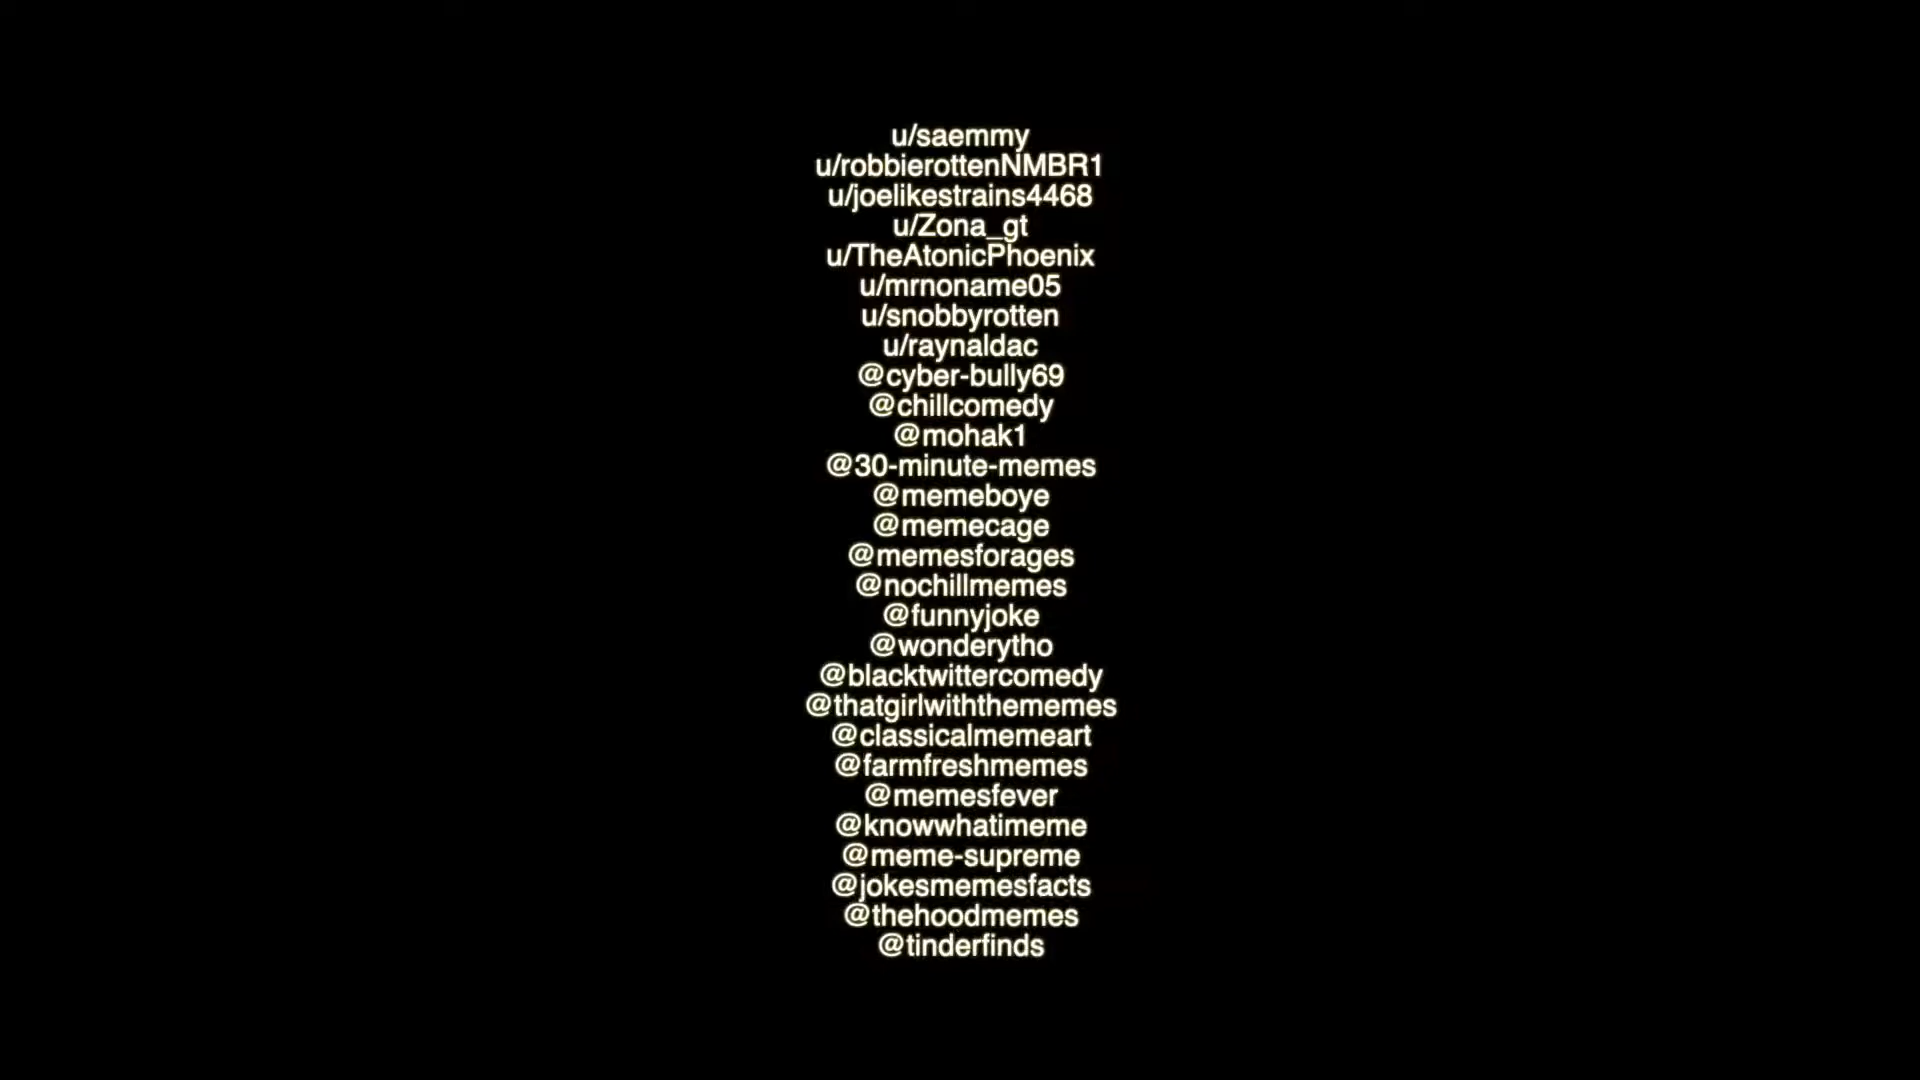 u/saemmy
u/robbierottenNMBR1
u/joelikestrains4468
u/Zona_gt
u/TheAtonicPhoenix
u/mrnoname05
u/snobbyrotten
u/raynaldac
@cyber-bully69
@chillcomedy
@mohak1
@30-minute-memes
@memeboye
@memecage
@memesforages
@nochillmemes
@funnyjoke
@wonderytho
@blacktwittercomedy
@thatgirlwiththememes
@classicalmemeart
@farmfreshmemes
@memesfever
@knowwhatimeme
@meme-supreme
@jokesmemesfacts
@thehoodmemes
@tinderfinds